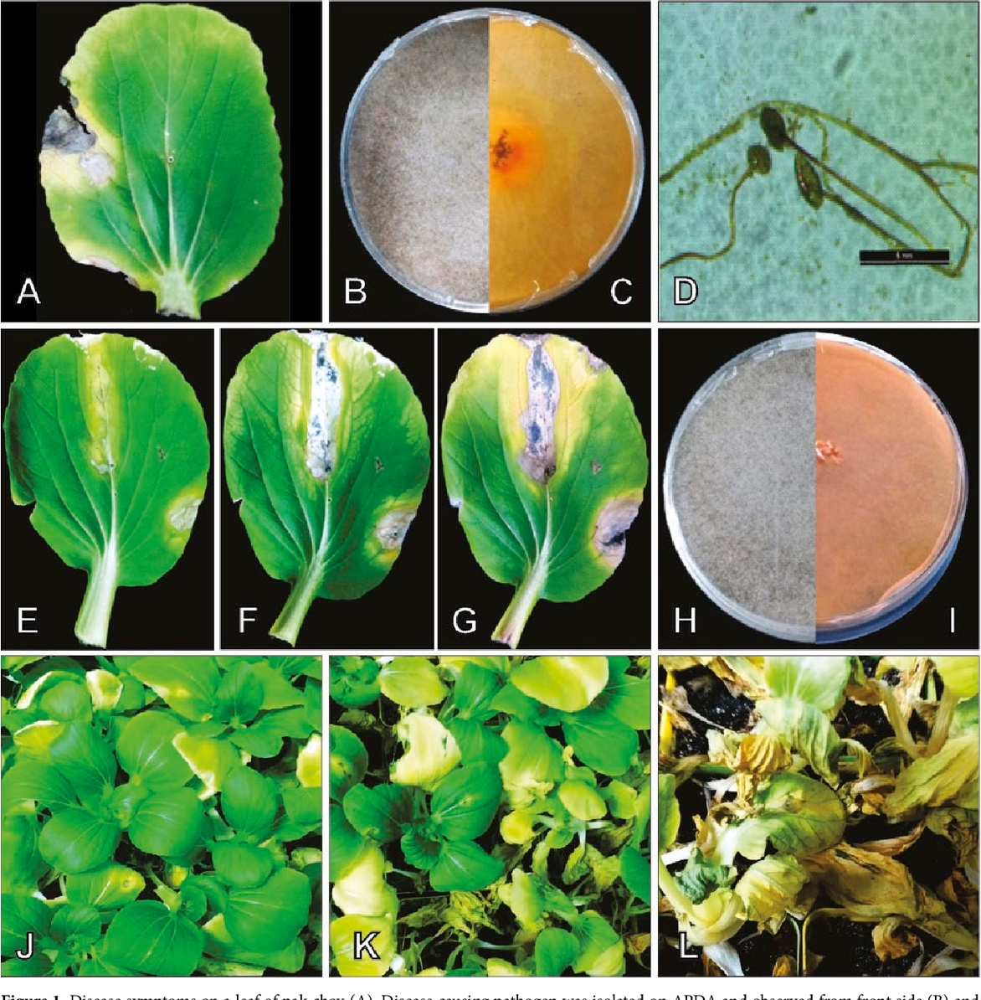 A
B
C
D
E
F
G
H
I
J
K
L
Figure 1. Disease symptoms on a leaf of pak choy (A). Disease causing pathogen was isolated on APDA and observed from front side (B) and